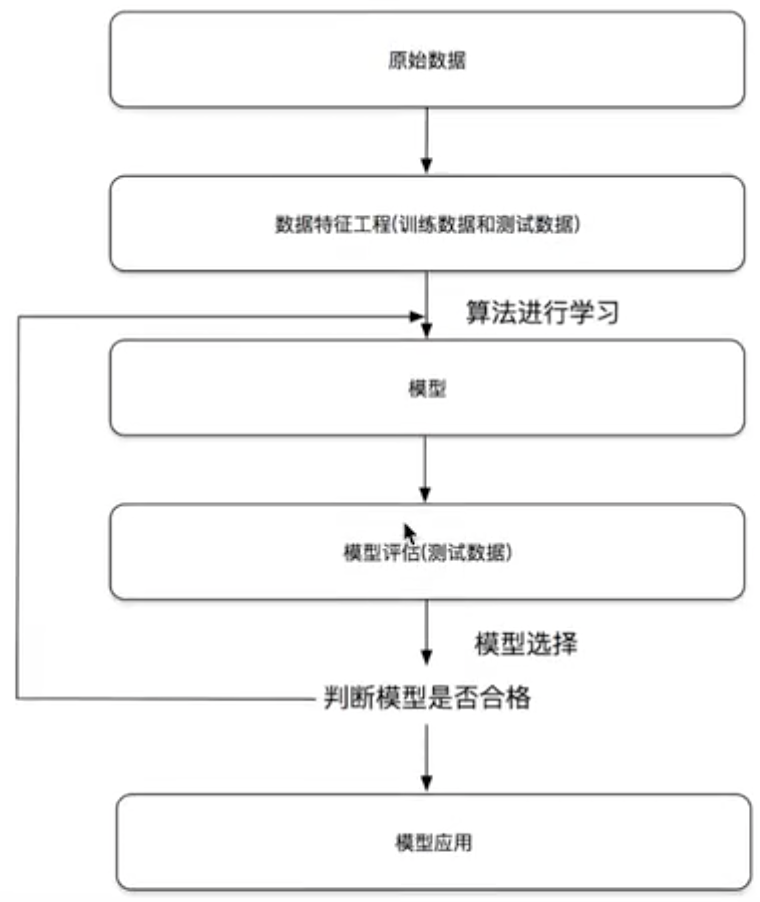 原始数据
数据特征工程(训练数据和测试数据)
算法进行学习
模型
模型评估(测试数据)
模型选择
判断模型是否合格
模型应用